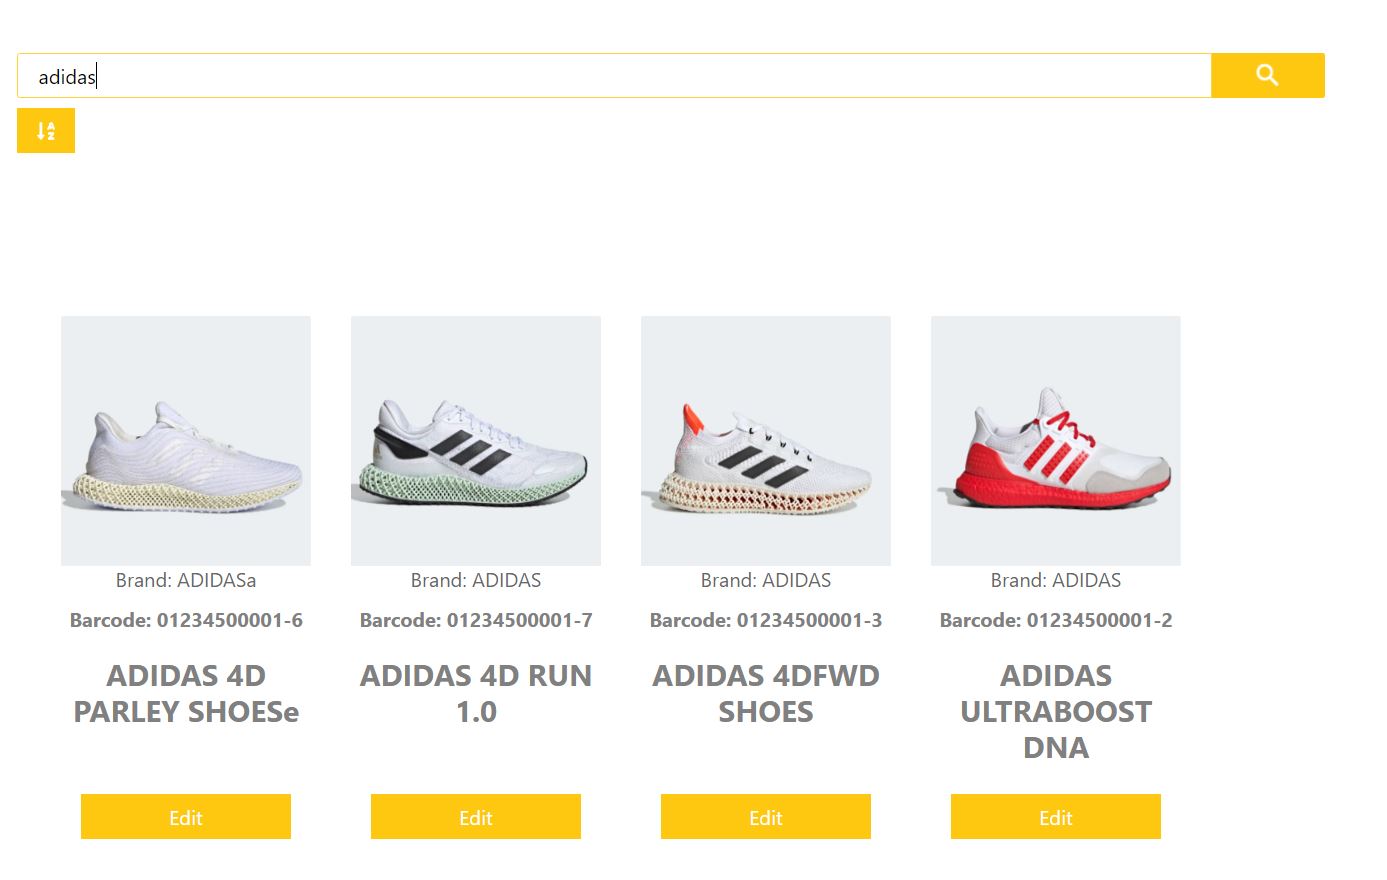 adidas
Brand: ADIDASa
Barcode: 01234500001-6
ADIDAS 4D
PARLEY SHOESe
Edit
Brand: ADIDAS
Barcode: 01234500001-7
ADIDAS 4D RUN
1.0
Edit
Brand: ADIDAS
Barcode: 01234500001-3
ADIDAS 4DFWD
SHOES
Edit
Brand: ADIDAS
Barcode: 01234500001-2
ADIDAS
ULTRABOOST
DNA
Edit